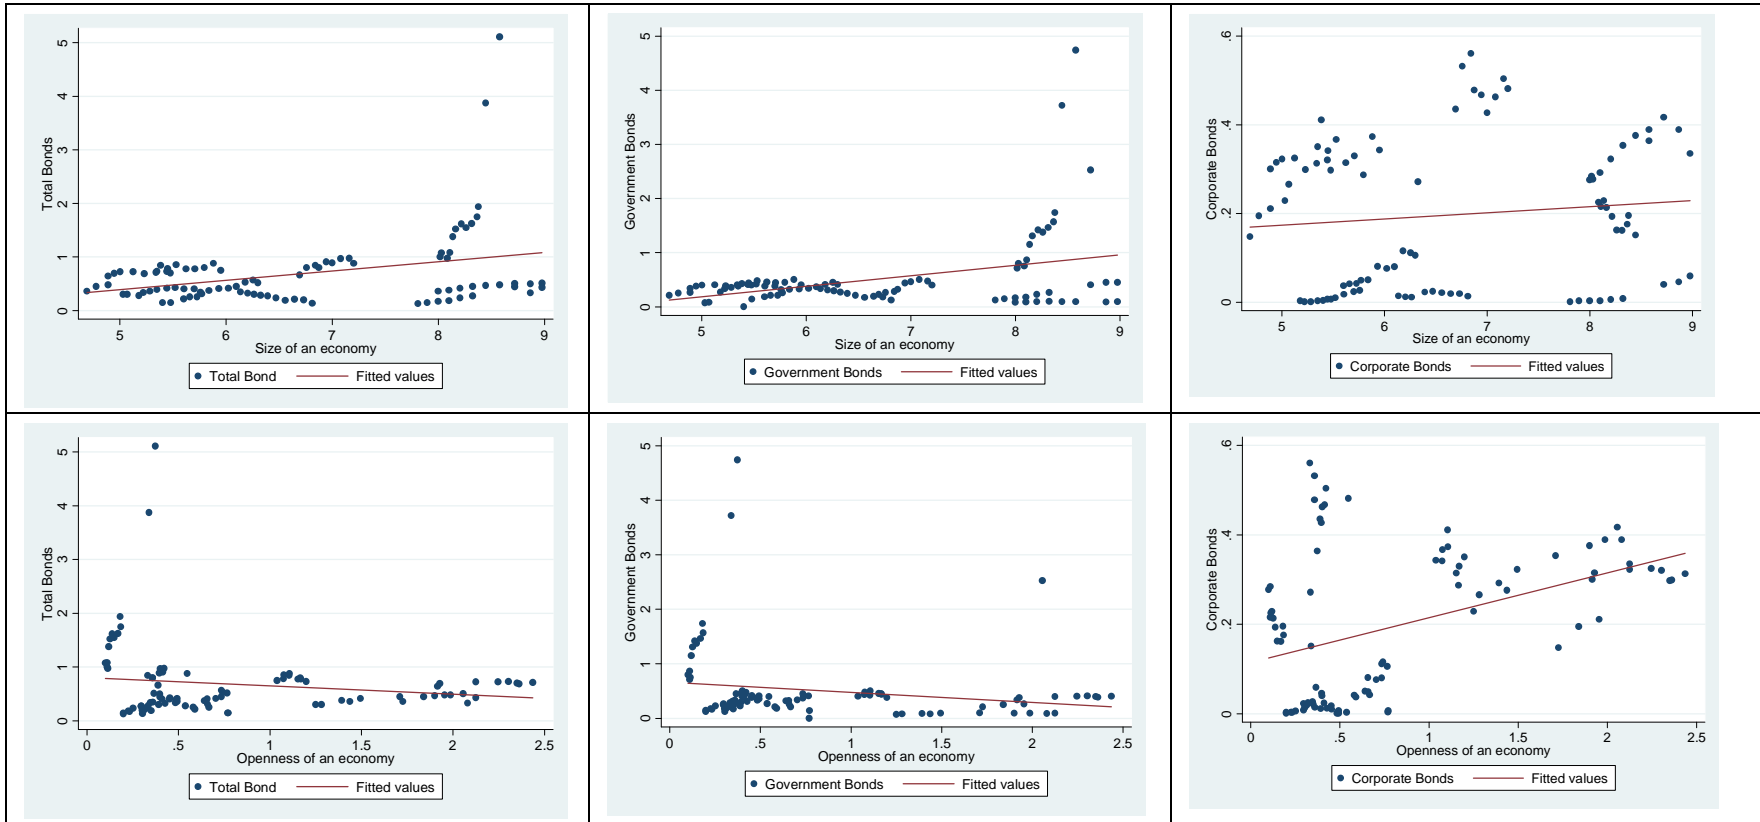 Total Bonds
0 1 2 3 4 5
5 6 7 8 9
Size of an economy
Total Bond Fitted values
Government Bonds
0 1 2 3 4 5
5 6 7 8 9
Size of an economy
Government Bonds Fitted values
Corporate Bonds
0 .2 .4 .6
5 6 7 8 9
Size of an economy
Corporate Bonds Fitted values
Total Bonds
0 1 2 3 4 5
0 .5 1 1.5 2 2.5
Openness of an economy
Total Bond Fitted values
Government Bonds
0 1 2 3 4 5
0 .5 1 1.5 2 2.5
Openness of an economy
Government Bonds Fitted values
Corporate Bonds
0 .2 .4 .6
0 .5 1 1.5 2 2.5
Openness of an economy
Corporate Bonds Fitted values